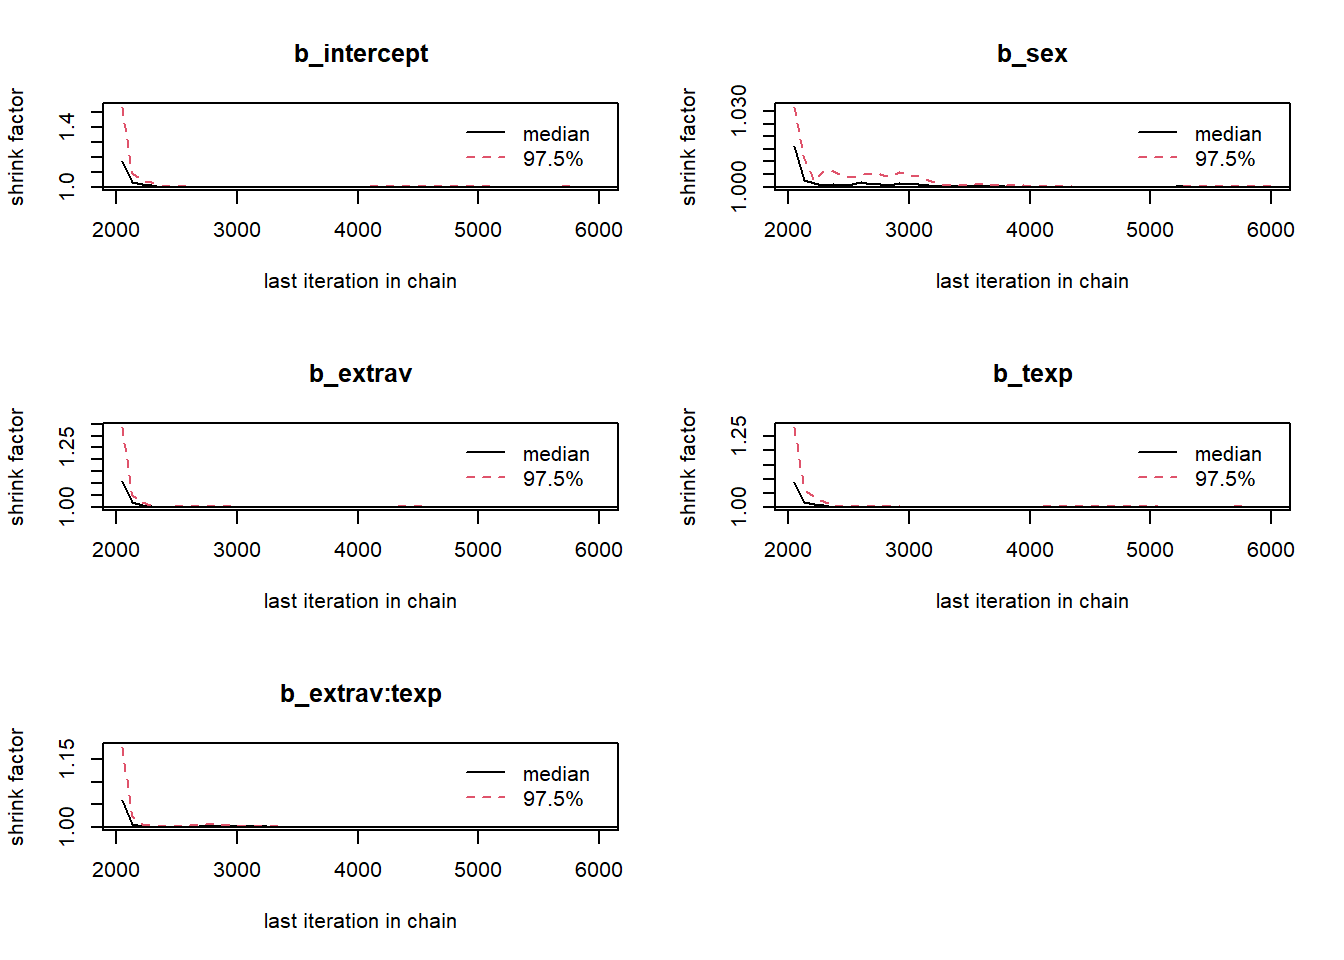 b_intercept
shrink factor
1.0 1.4
median
97.5%
2000 3000 4000 5000 6000
last iteration in chain
b_sex
shrink factor
1.000 1.030
median
97.5%
2000 3000 4000 5000 6000
last iteration in chain
b_extrav
shrink factor
1.00 1.25
median
97.5%
2000 3000 4000 5000 6000
last iteration in chain
b_texp
shrink factor
1.00 1.25
median
97.5%
2000 3000 4000 5000 6000
last iteration in chain
b_extrav:texp
shrink factor
1.00 1.15
median
97.5%
2000 3000 4000 5000 6000
last iteration in chain